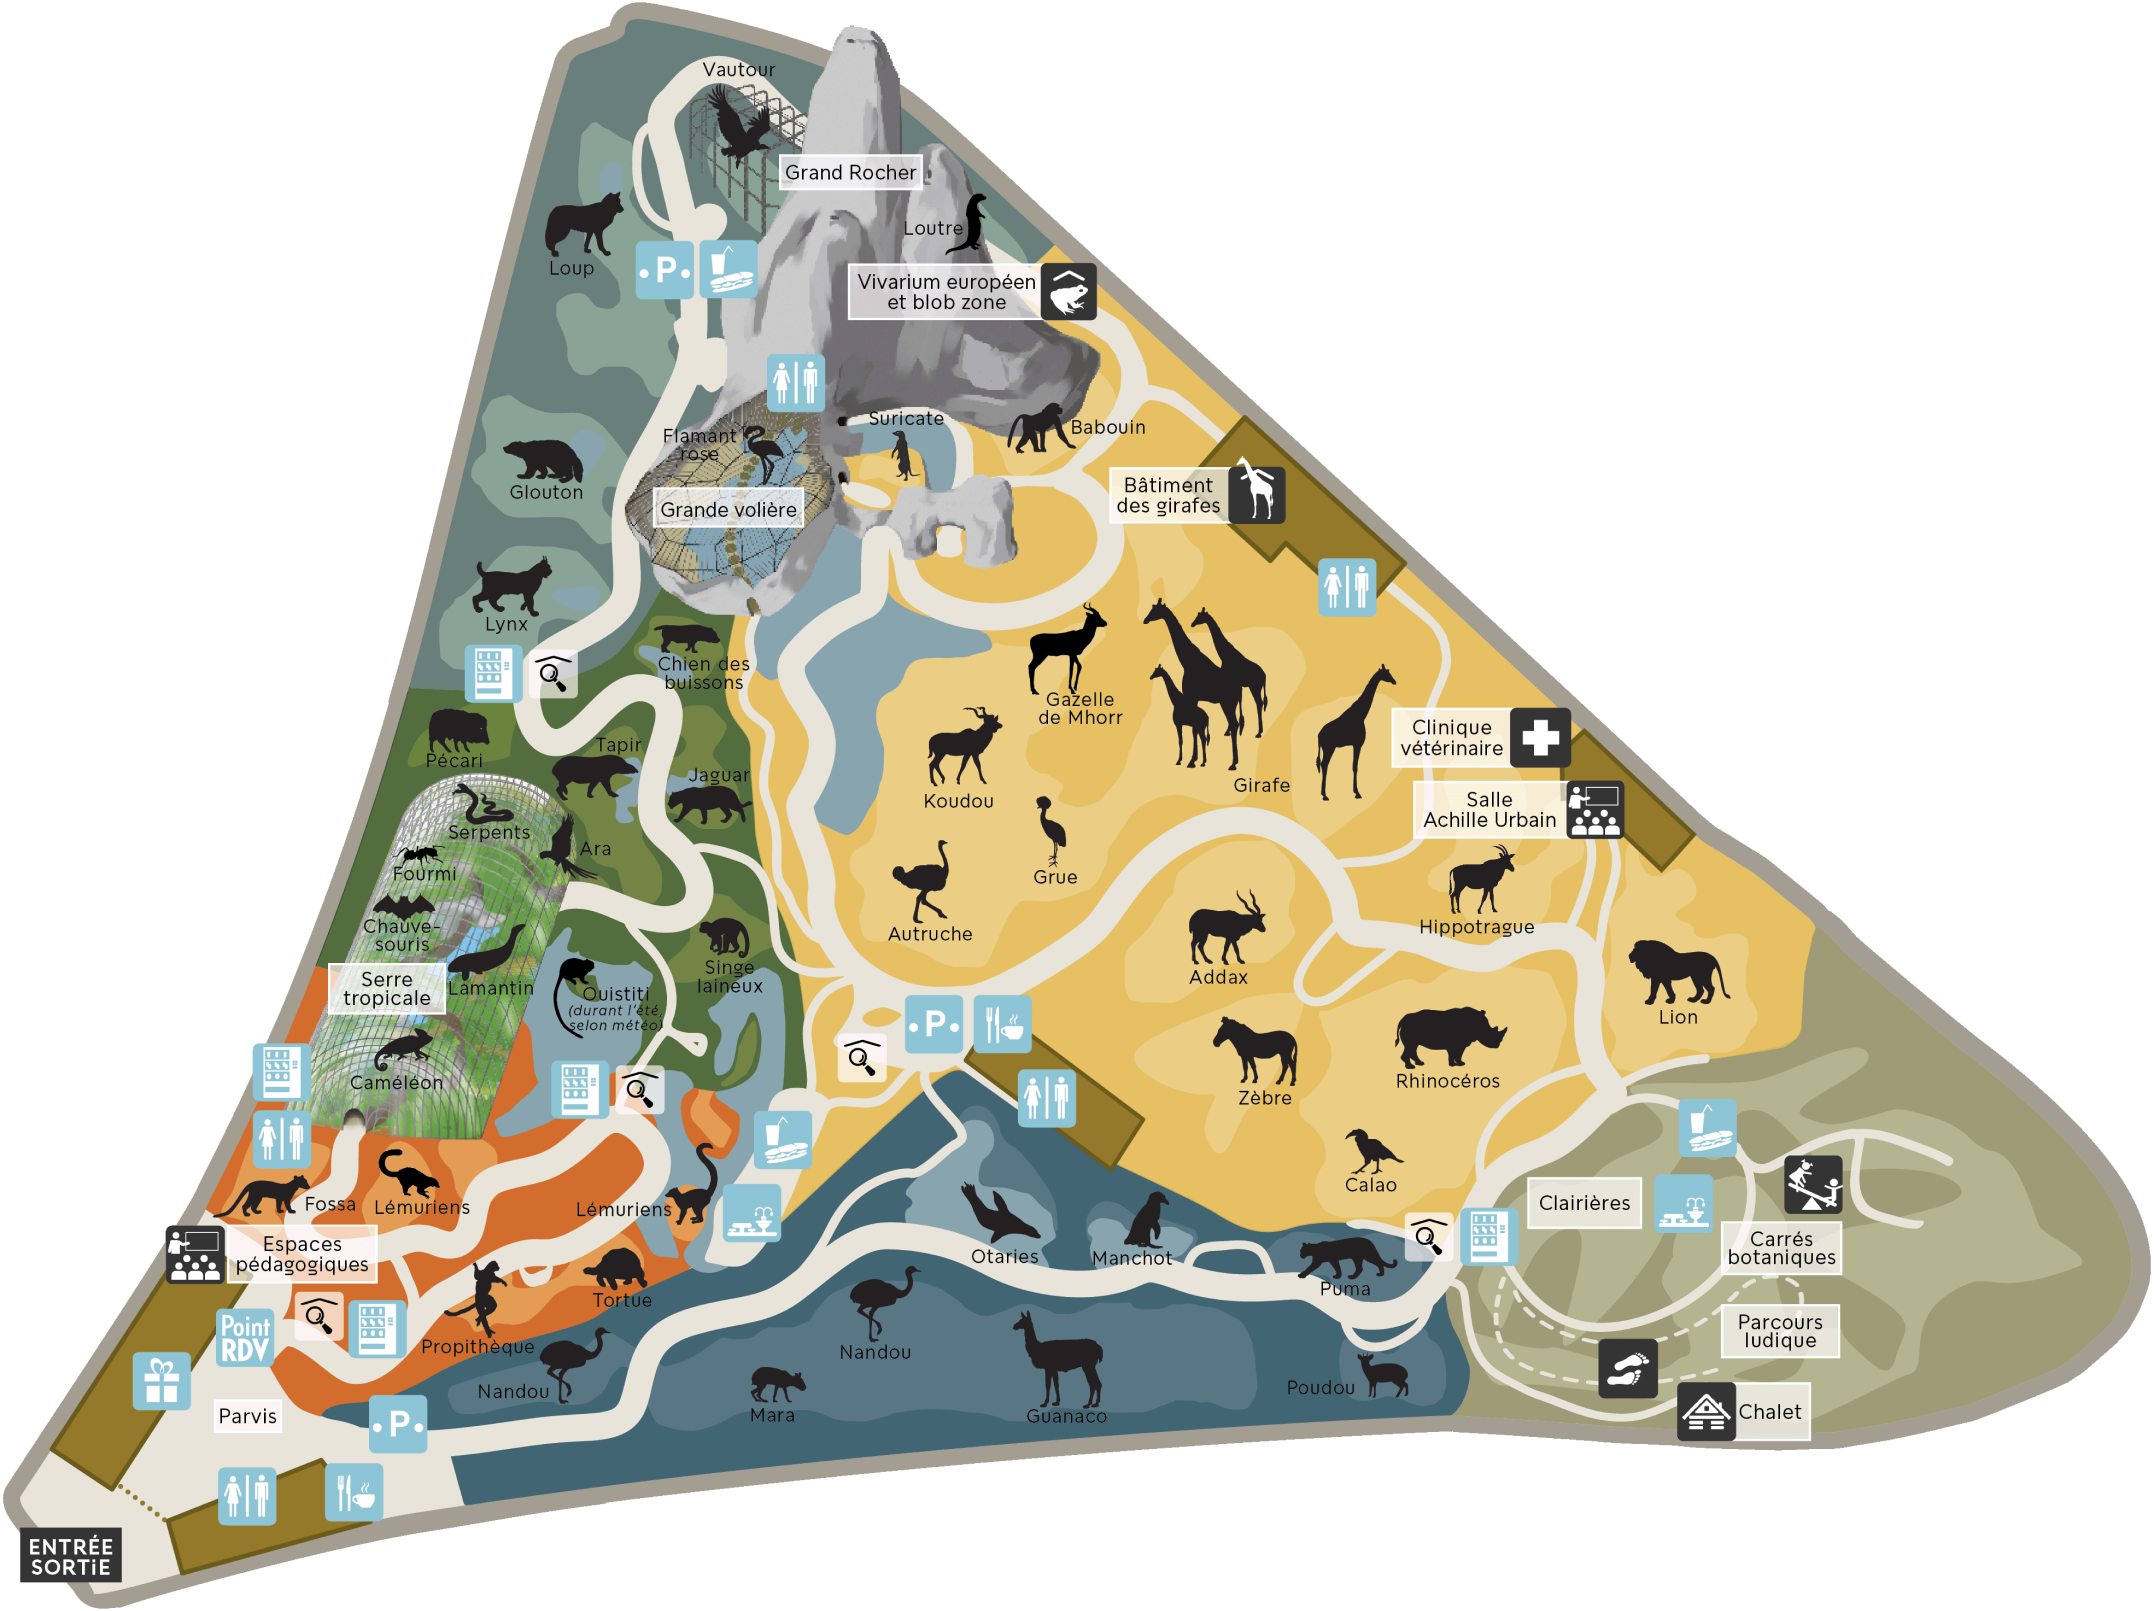 Vautour
Grand Rocher
Loutre
Loup
P
Vivarium européen
et blob zone
Suricate
Babouin
Flamant
rose
Glouton
Grande volière
Bâtiment
des girafes
Lynx
Chien des
buissons
Gazelle
de Mhorr
Koudou
Girafe
Clinique
vétérinaire
Salle
Achille Urbain
Pécari
Tapir
Jaguar
Serpents
Ara
Fourmi
Grue
Autruche
Chauve-
souris
Serre
tropicale
Lamantin
Ouistiti
(durant l'été,
selon météo)
Singe
laineux
Addax
Hippotrague
Lion
P
Caméléon
Zèbre
Rhinocéros
Calao
Fossa
Lémuriens
Lémuriens
Espaces
pédagogiques
Otaries
Manchot
Puma
Clairières
Carrés
botaniques
Parcours
ludique
Chalet
Point
RDV
Propithèque
Tortue
Nandou
Nandou
Mara
Guanaco
Poudou
Parvis
P
ENTRÉE
SORTiE